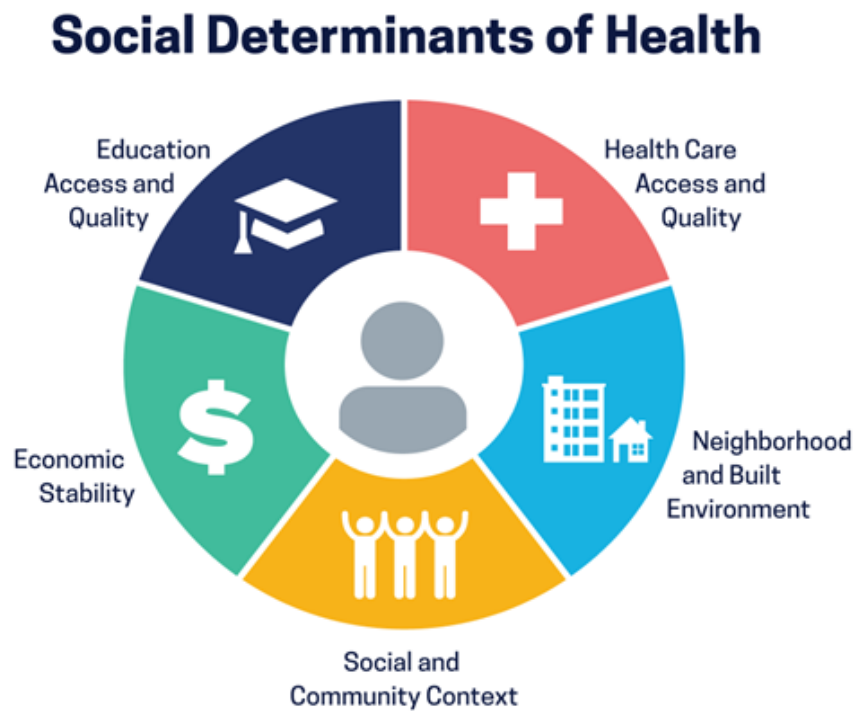 Social Determinants of Health
Education
Access and
Quality
Health Care
Access and
Quality
$
Economic
Stability
Neighborhood
and Built
Environment
Social and
Community Context